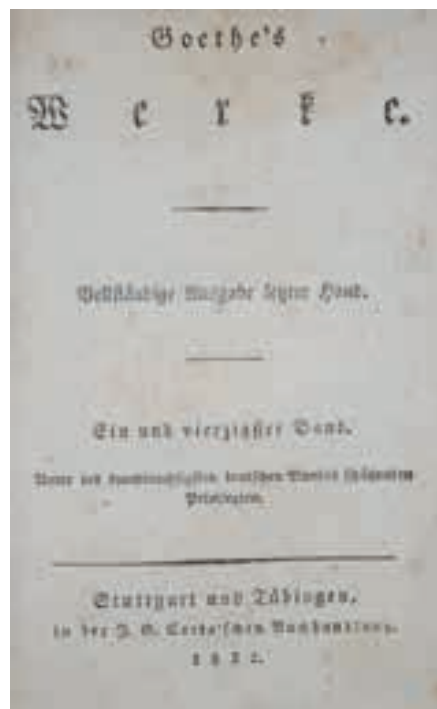 Goethe's
Werke.
Vollständige Ausgabe letzter Hand.
Ein und vierzigster Band.
Unter des durchlauchtigsten deutschen Bundes schützenden
Privilegien.
Stuttgart und Tübingen,
in der J. G. Cotta'schen Buchhandlung.